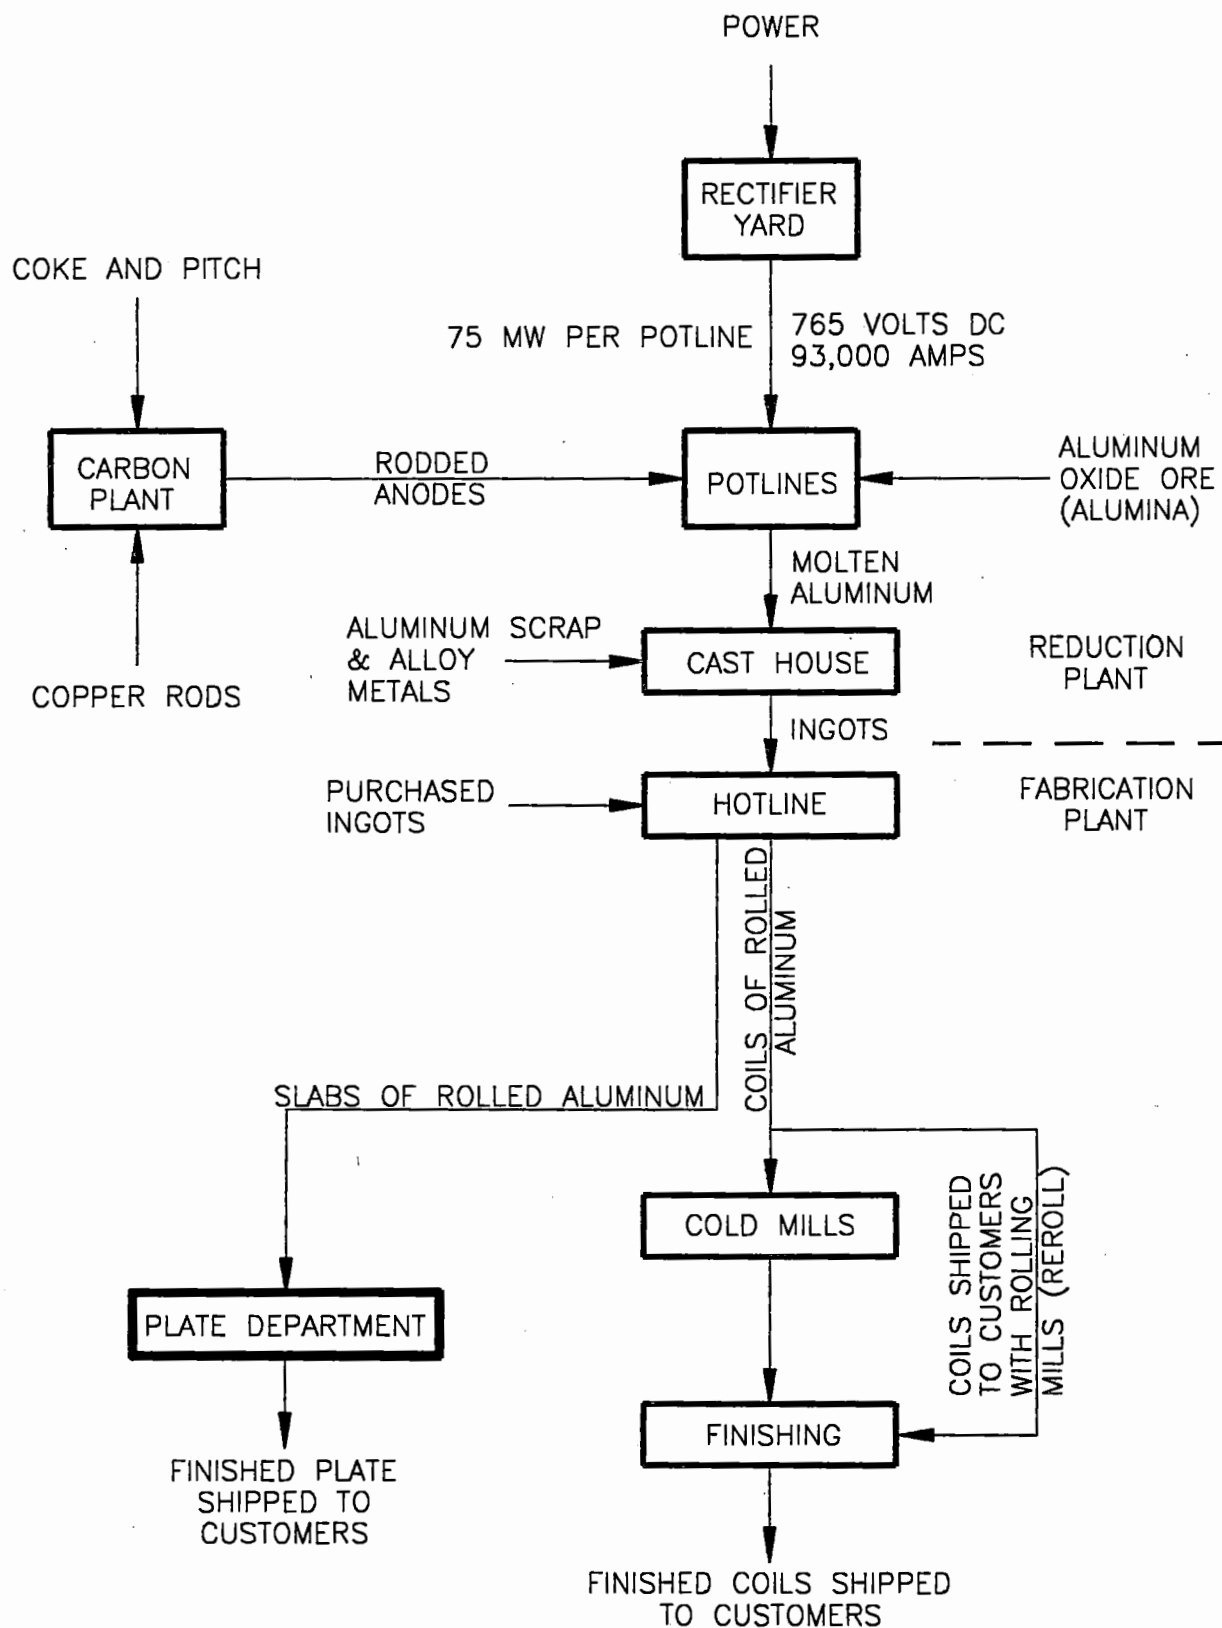 POWER
RECTIFIER
YARD
COKE AND PITCH
75 MW PER POTLINE
765 VOLTS DC
93,000 AMPS
CARBON
PLANT
RODDED
ANODES
POTLINES
ALUMINUM
OXIDE ORE
(ALUMINA)
MOLTEN
ALUMINUM
COPPER RODS
ALUMINUM SCRAP
& ALLOY
METALS
CAST HOUSE
REDUCTION
PLANT
INGOTS
PURCHASED
INGOTS
HOTLINE
FABRICATION
PLANT
COILS OF ROLLED
ALUMINUM
SLABS OF ROLLED ALUMINUM
COLD MILLS
COILS SHIPPED
TO CUSTOMERS
WITH ROLLING
MILLS (REROLL)
PLATE DEPARTMENT
FINISHING
FINISHED PLATE
SHIPPED TO
CUSTOMERS
FINISHED COILS SHIPPED
TO CUSTOMERS